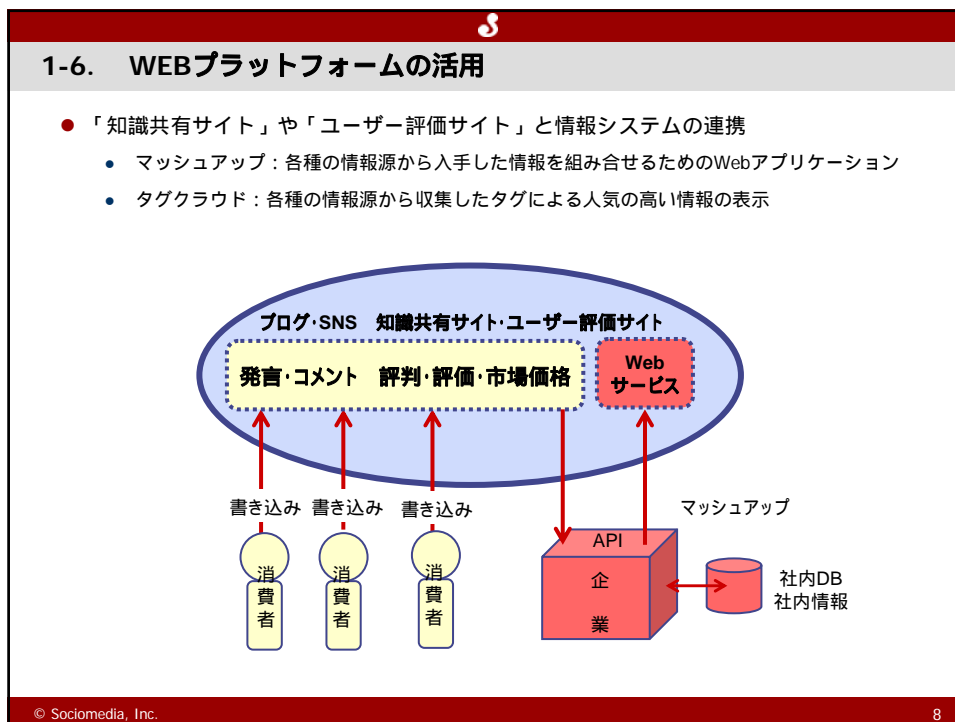 1-6. WEBプラットフォームの活用
● 「知識共有サイト」や「ユーザー評価サイト」と情報システムの連携
• マッシュアップ：各種の情報源から入手した情報を組み合せるためのWebアプリケーション
• タグクラウド：各種の情報源から収集したタグによる人気の高い情報の表示
ブログ･SNS 知識共有サイト･ユーザー評価サイト
発言･コメント 評判･評価･市場価格
Web
サービス
書き込み 書き込み 書き込み
マッシュアップ
消費者
消費者
消費者
API
企業
社内DB
社内情報
© Sociomedia, Inc.
8